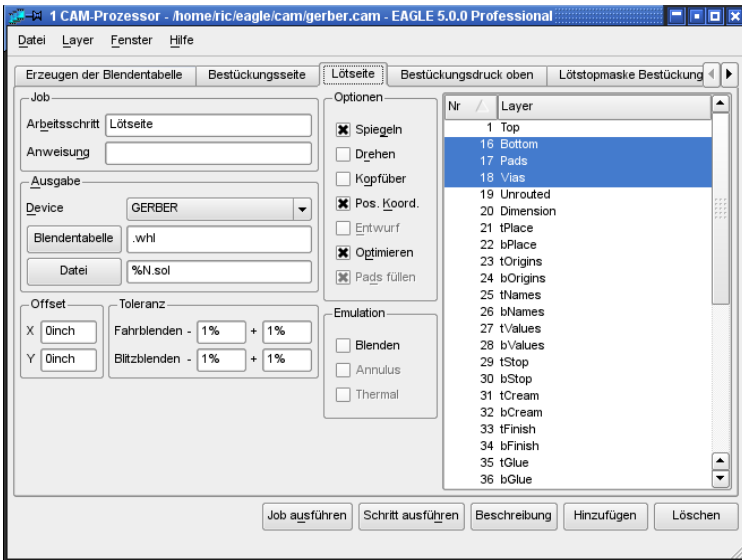 1 CAM-Prozessor - /home/ric/eagle/cam/gerber.cam - EAGLE 5.0.0 Professional
Datei Layer Fenster Hilfe
Erzeugen der Blendentabelle Bestückungsseite Lötseite Bestückungsdruck oben Lötstopmaske Bestückung
Job
Arbeitsschritt Lötseite
Anweisung
Ausgabe
Device GERBER
Blendentabelle .whl
Datei %N.sol
Offset
X 0inch
Y 0inch
Toleranz
Fahrblenden - 1% + 1%
Blitzblenden - 1% + 1%
Optionen
Spiegeln
Drehen
Kopfüber
Pos. Koord.
Entwurf
Optimieren
Pads füllen
Emulation
Blenden
Annulus
Thermal
Nr Layer
1 Top
16 Bottom
17 Pads
18 Vias
19 Unrouted
20 Dimension
21 tPlace
22 bPlace
23 tOrigins
24 bOrigins
25 tNames
26 bNames
27 tValues
28 bValues
29 tStop
30 bStop
31 tCream
32 bCream
33 tFinish
34 bFinish
35 tGlue
36 bGlue
Job ausführen Schritt ausführen Beschreibung Hinzufügen Löschen